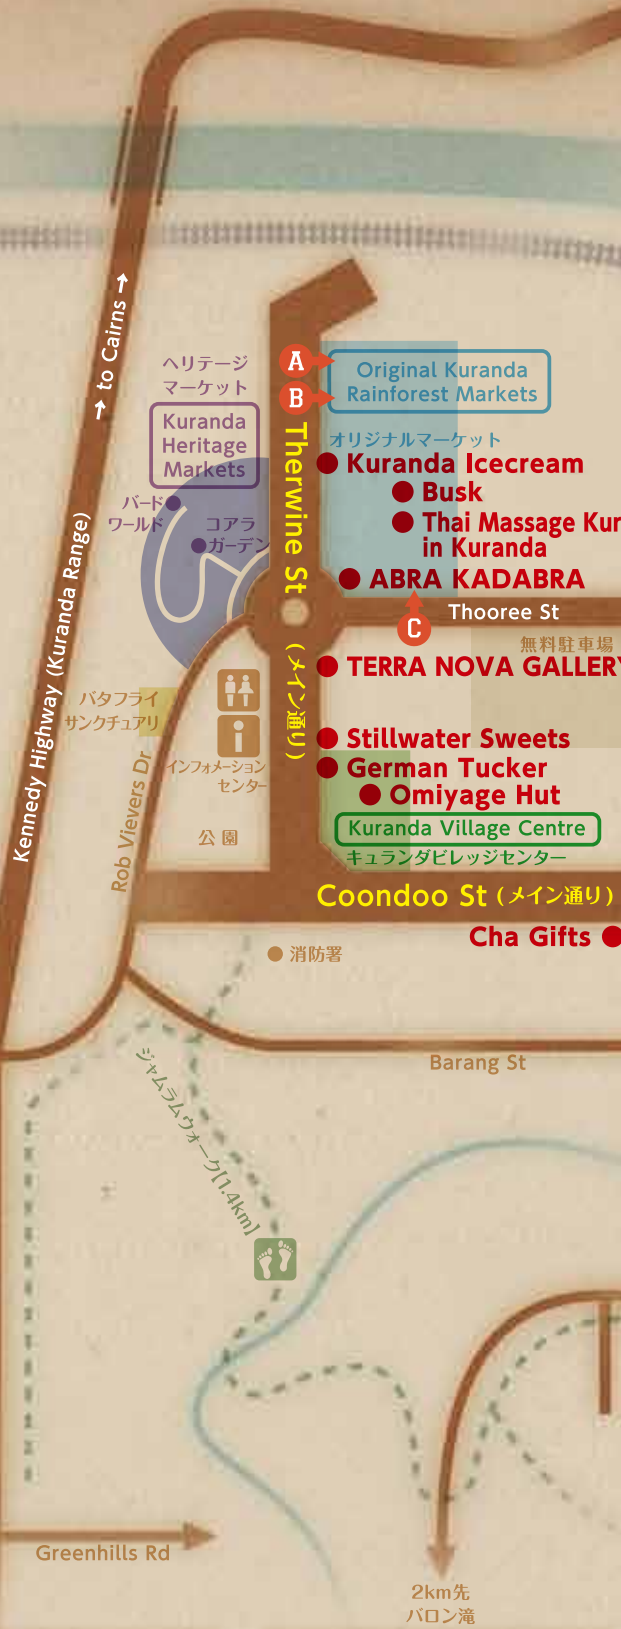 ← to Cairns →
ヘリテージ
マーケット
Kuranda
Heritage
Markets
A
B
Original Kuranda
Rainforest Markets
オリジナルマーケット
Therwine St (メイン通り)
Kuranda Icecream
Busk
Thai Massage Kur
in Kuranda
バード
ワールド
コアラ
ガーデン
ABRA KADABRA
C
Thooree St
無料駐車場
Kennedy Highway (Kuranda Range)
TERRA NOVA GALLERY
バタフライ
サンクチュアリ
i
インフォメーション
センター
Stillwater Sweets
German Tucker
Omiyage Hut
Kuranda Village Centre
キュランダビレッジセンター
Rob Vievers Dr
公園
Coondoo St (メイン通り)
Cha Gifts
消防署
Barang St
ジャムラムウォーク[1.4km]
Greenhills Rd
2km先
バロン滝